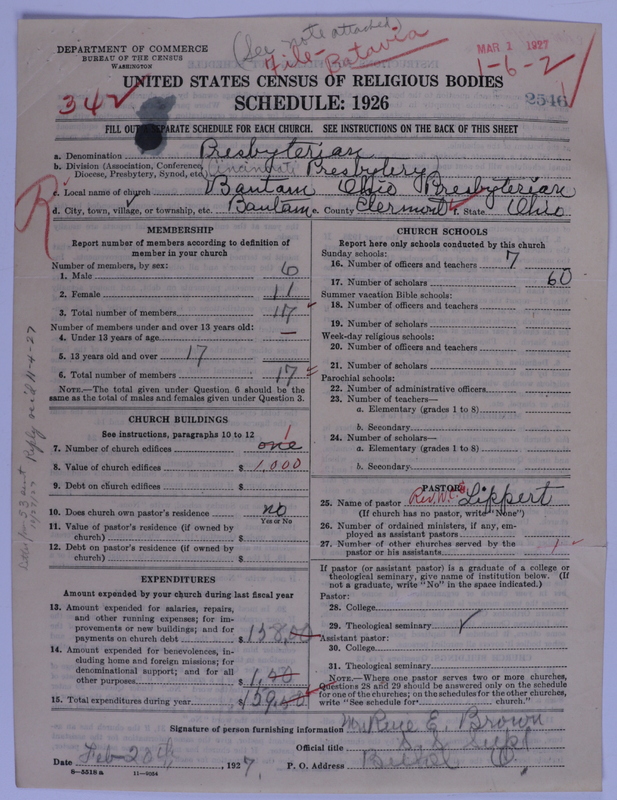 DEPARTMENT OF COMMERCE
BUREAU OF THE CENSUS
WASHINGTON
(See note attached)
File-
Batavia
MAR 1 1927
1-6-2
UNITED STATES CENSUS OF RELIGIOUS BODIES
342
SCHEDULE: 1926
2546
FILL OUT SEPARATE SCHEDULE FOR EACH CHURCH. SEE INSTRUCTIONS ON THE BACK OF THIS SHEET
a. Denomination Presbyterian
b. Division (Association, Conference, Diocese, Presbytery, Synod, etc.) Cincinnati Presbytery
R
c. Local name of church Bantam Ohio Presbyterian
d. City, town, village, or township, etc. Bantam e. County Clermont f. State Ohio
MEMBERSHIP
Report number of members according to definition of
member in your church
Number of members, by sex:
1. Male 6
2. Female 11
3. Total number of members 17
Number of members under and over 13 years old:
4. Under 13 years of age —
5. 13 years old and over 17
6. Total number of members 17
NOTE.—The total given under Question 6 should be the
same as the total of males and females given under Question 3.
CHURCH BUILDINGS
See instructions, paragraphs 10 to 12
7. Number of church edifices one 1
8. Value of church edifices $ 1,000
9. Debt on church edifices $
10. Does church own pastor's residence no
Yes or No
11. Value of pastor's residence (if owned by
church) $
12. Debt on pastor's residence (if owned by
church) $
EXPENDITURES
Amount expended by your church during last fiscal year
13. Amount expended for salaries, repairs,
and other running expenses; for im-
provements or new buildings; and for
payments on church debt $ 158.00
14. Amount expended for benevolences, in-
cluding home and foreign missions; for
denominational support; and for all
other purposes $ 1.00
15. Total expenditures during year $ 159.00
CHURCH SCHOOLS
Report here only schools conducted by this church
Sunday schools:
16. Number of officers and teachers 7
17. Number of scholars 60
Summer vacation Bible schools:
18. Number of officers and teachers
19. Number of scholars
Week-day religious schools:
20. Number of officers and teachers
21. Number of scholars
Parochial schools:
22. Number of administrative officers
23. Number of teachers—
a. Elementary (grades 1 to 8)
b. Secondary
24. Number of scholars—
a. Elementary (grades 1 to 8)
b. Secondary
PASTOR
25. Name of pastor Rev. W.C. Lippert
(If church has no pastor, write "None")
26. Number of ordained ministers, if any, em-
ployed as assistant pastors
27. Number of other churches served by the
pastor or his assistants 1
If pastor (or assistant pastor) is a graduate of a college or
theological seminary, give name of institution below. (If
not a graduate, write "No" in the space indicated.)
Pastor:
28. College
29. Theological seminary ✓
Assistant pastor:
30. College
31. Theological seminary
NOTE.—Where one pastor serves two or more churches,
Questions 28 and 29 should be answered only on the schedule
for one of the churches; on the schedules for the other churches,
write "See schedule for church."
Signature of person furnishing information Mrs Raye E. Brown
Official title S.S. Supt
Date Feb-20th, 1927. P. O. Address Bethel O.
8-5518 a 11-9064
Reply rec'd 11-4-27